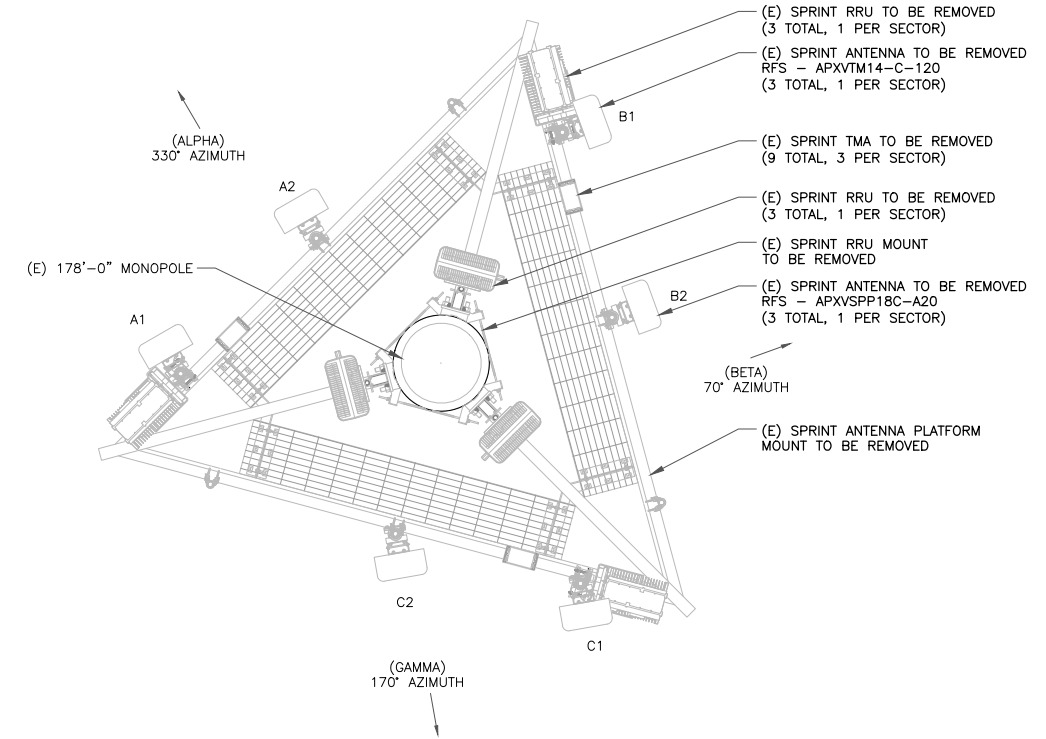 (E) SPRINT RRU TO BE REMOVED
(3 TOTAL, 1 PER SECTOR)
(E) SPRINT ANTENNA TO BE REMOVED
RFS - APXVTM14-C-120
(3 TOTAL, 1 PER SECTOR)
B1
(ALPHA)
330° AZIMUTH
(E) SPRINT TMA TO BE REMOVED
(9 TOTAL, 3 PER SECTOR)
A2
(E) SPRINT RRU TO BE REMOVED
(3 TOTAL, 1 PER SECTOR)
(E) SPRINT RRU MOUNT
TO BE REMOVED
(E) 178'-0" MONOPOLE
(E) SPRINT ANTENNA TO BE REMOVED
RFS - APXVSPP18C-A20
(3 TOTAL, 1 PER SECTOR)
B2
A1
(BETA)
70° AZIMUTH
(E) SPRINT ANTENNA PLATFORM
MOUNT TO BE REMOVED
C2
C1
(GAMMA)
170° AZIMUTH